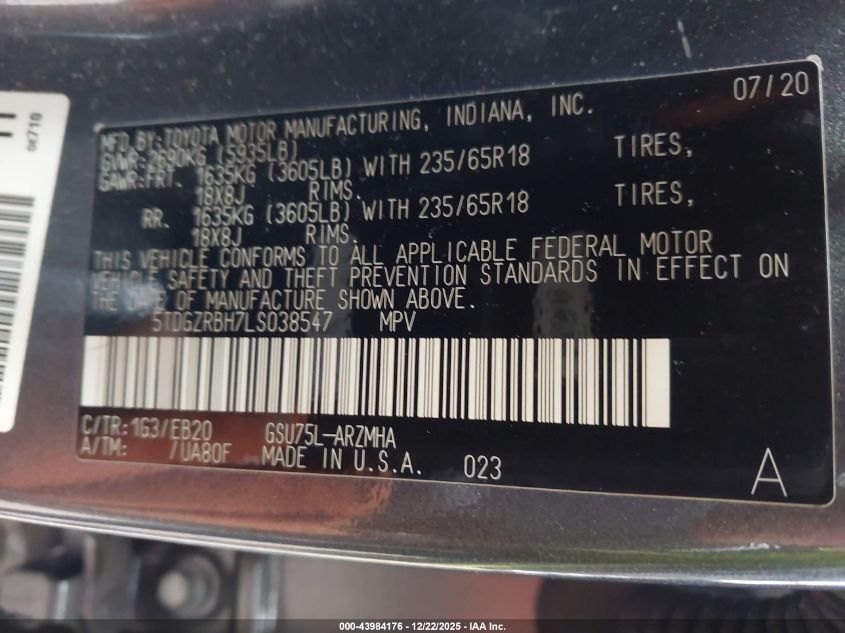 07/20
MFD. BY: TOYOTA MOTOR MANUFACTURING, INDIANA, INC.
GVWR: 2690KG (5935LB)
GAWR: FRT. 1635KG (3605LB) WITH 235/65R18 TIRES,
18X8J RIMS.
RR. 1635KG (3605LB) WITH 235/65R18 TIRES,
18X8J RIMS.
THIS VEHICLE CONFORMS TO ALL APPLICABLE FEDERAL MOTOR
VEHICLE SAFETY AND THEFT PREVENTION STANDARDS IN EFFECT ON
THE DATE OF MANUFACTURE SHOWN ABOVE.
5TDGZRBH7LS038547 MPV
C/TR: 1G3/EB20 GSU75L-ARZMHA
A/TM: /UA80F MADE IN U.S.A. 023
A
000-43984176 - 12/22/2025 - IAA Inc.